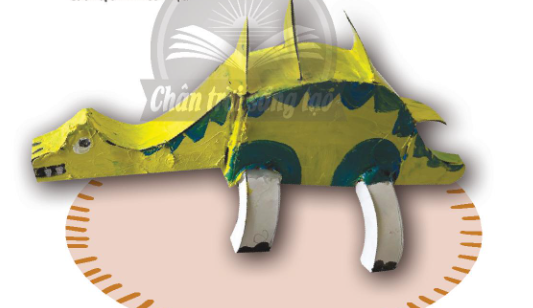 Chân trời sáng tạo